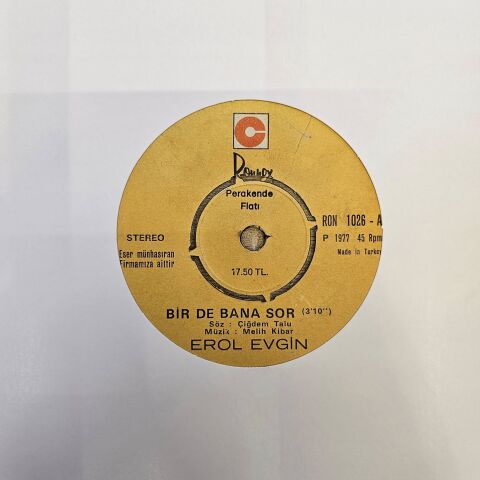 Perakende
Fiatı
17.50 TL.
STEREO
Eser münhasıran
Firmamıza aittir
RON 1026 - A
P 1977 45 Rpm
Made in Turkey
BİR DE BANA SOR (3'10")
Söz : Çiğdem Talu
Müzik : Melih Kibar
EROL EVGİN